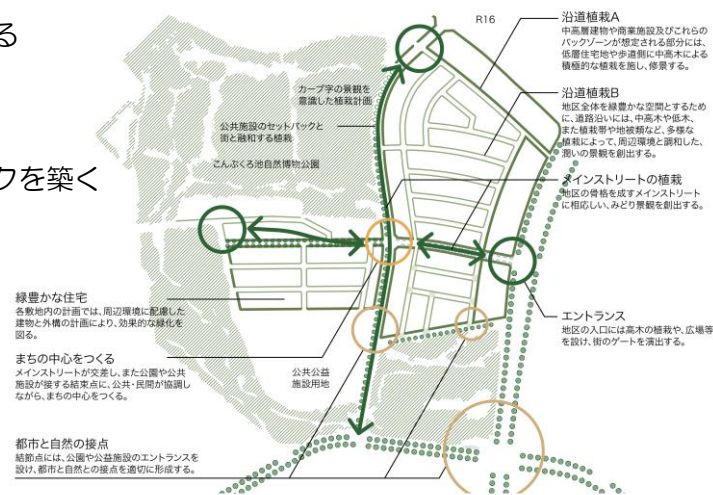 る
クを築く
R16
沿道植栽A
中高層建物や商業施設及びこれらの
バックゾーンが想定される部分には、
低層住宅地や歩道側に中高木による
積極的な植栽を施し、修景する。
カーブ字の景観を
意識した植栽計画
公共施設のセットバックと
街と融和する植栽
こんぶくろ池自然博物公園
沿道植栽B
地区全体を緑豊かな空間とするため
に、道路沿いには、中高木や低木、
また植栽帯や地被類など、多様な
植栽によって、周辺環境と調和した、
潤いの景観を創出する。
メインストリートの植栽
地区の骨格を成すメインストリート
に相応しい、みどり景観を創出する。
緑豊かな住宅
各敷地内の計画では、周辺環境に配慮した
建物と外構の計画により、効果的な緑化を
図る。
エントランス
地区の入口には高木の植栽や、広場等
を設け、街のゲートを演出する。
まちの中心をつくる
メインストリートが交差し、また公園や公共
施設が接する結束点に、公共・民間が協調し
ながら、まちの中心をつくる。
公共公益
施設用地
都市と自然の接点
結節点には、公園や公益施設のエントランスを
設け、都市と自然との接点を適切に形成する。